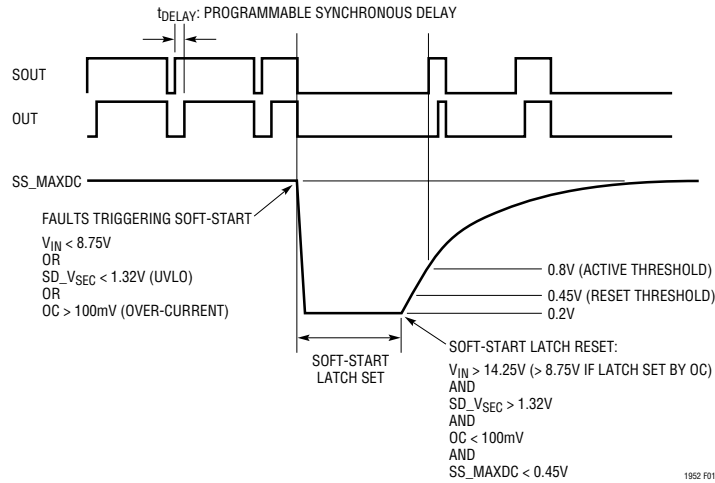 tDELAY: PROGRAMMABLE SYNCHRONOUS DELAY
SOUT
OUT
SS_MAXDC
FAULTS TRIGGERING SOFT-START
VIN < 8.75V
OR
SD_VSEC < 1.32V (UVLO)
OR
OC > 100mV (OVER-CURRENT)
0.8V (ACTIVE THRESHOLD)
0.45V (RESET THRESHOLD)
0.2V
SOFT-START
LATCH SET
SOFT-START LATCH RESET:
VIN > 14.25V (> 8.75V IF LATCH SET BY OC)
AND
SD_VSEC > 1.32V
AND
OC < 100mV
AND
SS_MAXDC < 0.45V
1952 F01